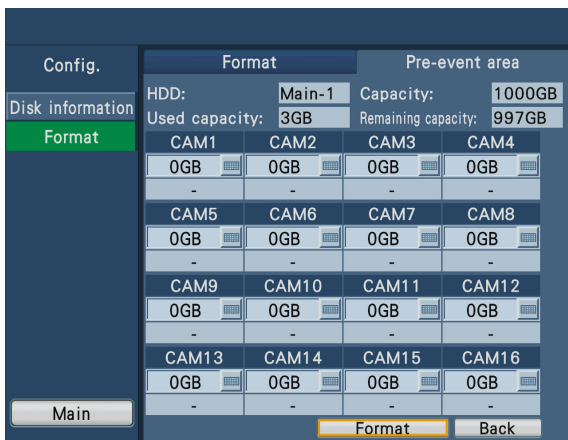 Config.
Format Pre-event area
Disk information
Format
HDD: Main-1 Capacity: 1000GB
Used capacity: 3GB Remaining capacity: 997GB
CAM1 CAM2 CAM3 CAM4
0GB 0GB 0GB 0GB
- - - -
CAM5 CAM6 CAM7 CAM8
0GB 0GB 0GB 0GB
- - - -
CAM9 CAM10 CAM11 CAM12
0GB 0GB 0GB 0GB
- - - -
CAM13 CAM14 CAM15 CAM16
0GB 0GB 0GB 0GB
- - - -
Main
Format Back